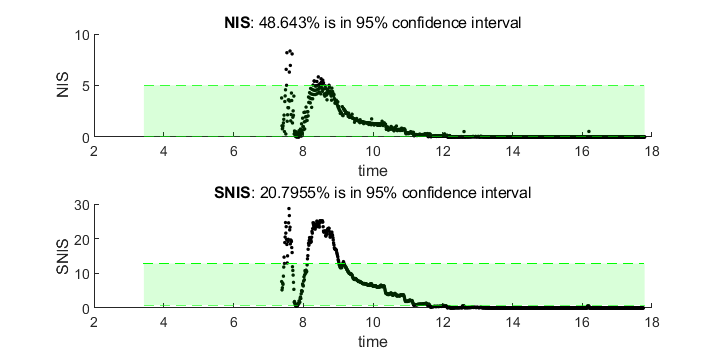 NIS: 48.643% is in 95% confidence interval
10
5
0
NIS
2 4 6 8 10 12 14 16 18
time
SNIS: 20.7955% is in 95% confidence interval
30
20
10
0
SNIS
2 4 6 8 10 12 14 16 18
time